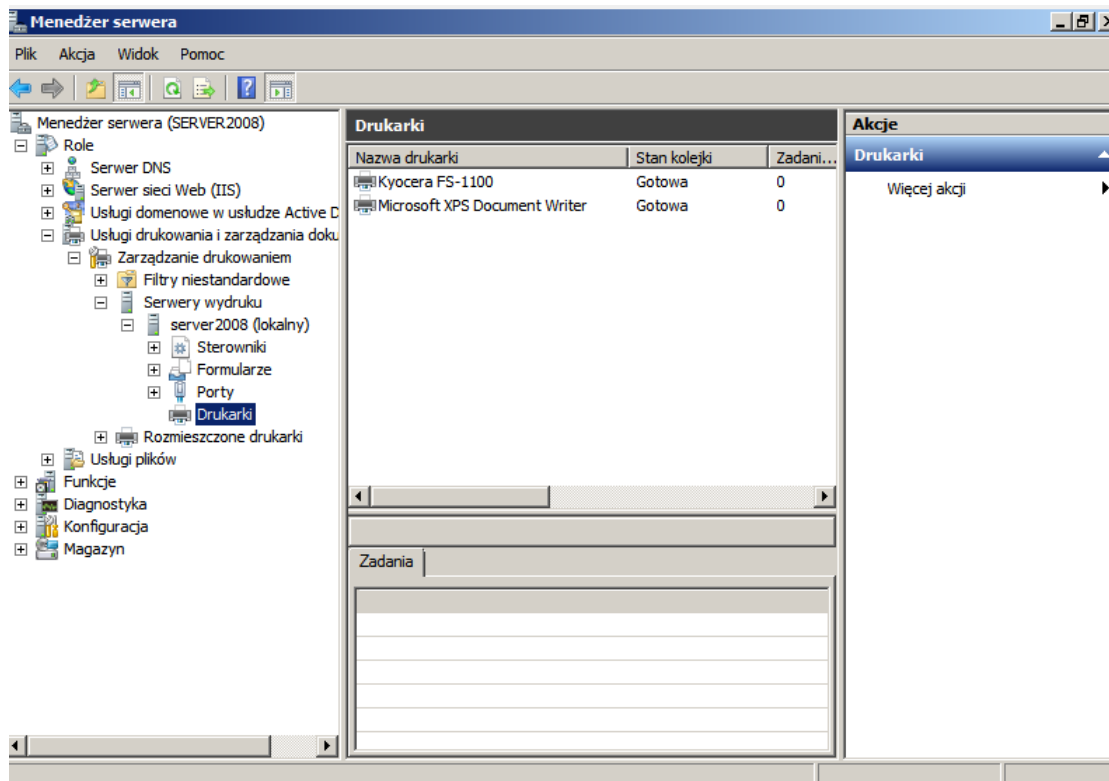 Menedżer serwera
Plik Akcja Widok Pomoc
Menedżer serwera (SERVER2008)
Role
Serwer DNS
Serwer sieci Web (IIS)
Usługi domenowe w usłudze Active D
Usługi drukowania i zarządzania doku
Zarządzanie drukowaniem
Filtry niestandardowe
Serwery wydruku
server2008 (lokalny)
Sterowniki
Formularze
Porty
Drukarki
Rozmieszczone drukarki
Usługi plików
Funkcje
Diagnostyka
Konfiguracja
Magazyn
Drukarki
Nazwa drukarki Stan kolejki Zadani...
Kyocera FS-1100 Gotowa 0
Microsoft XPS Document Writer Gotowa 0
Zadania
Akcje
Drukarki
Więcej akcji